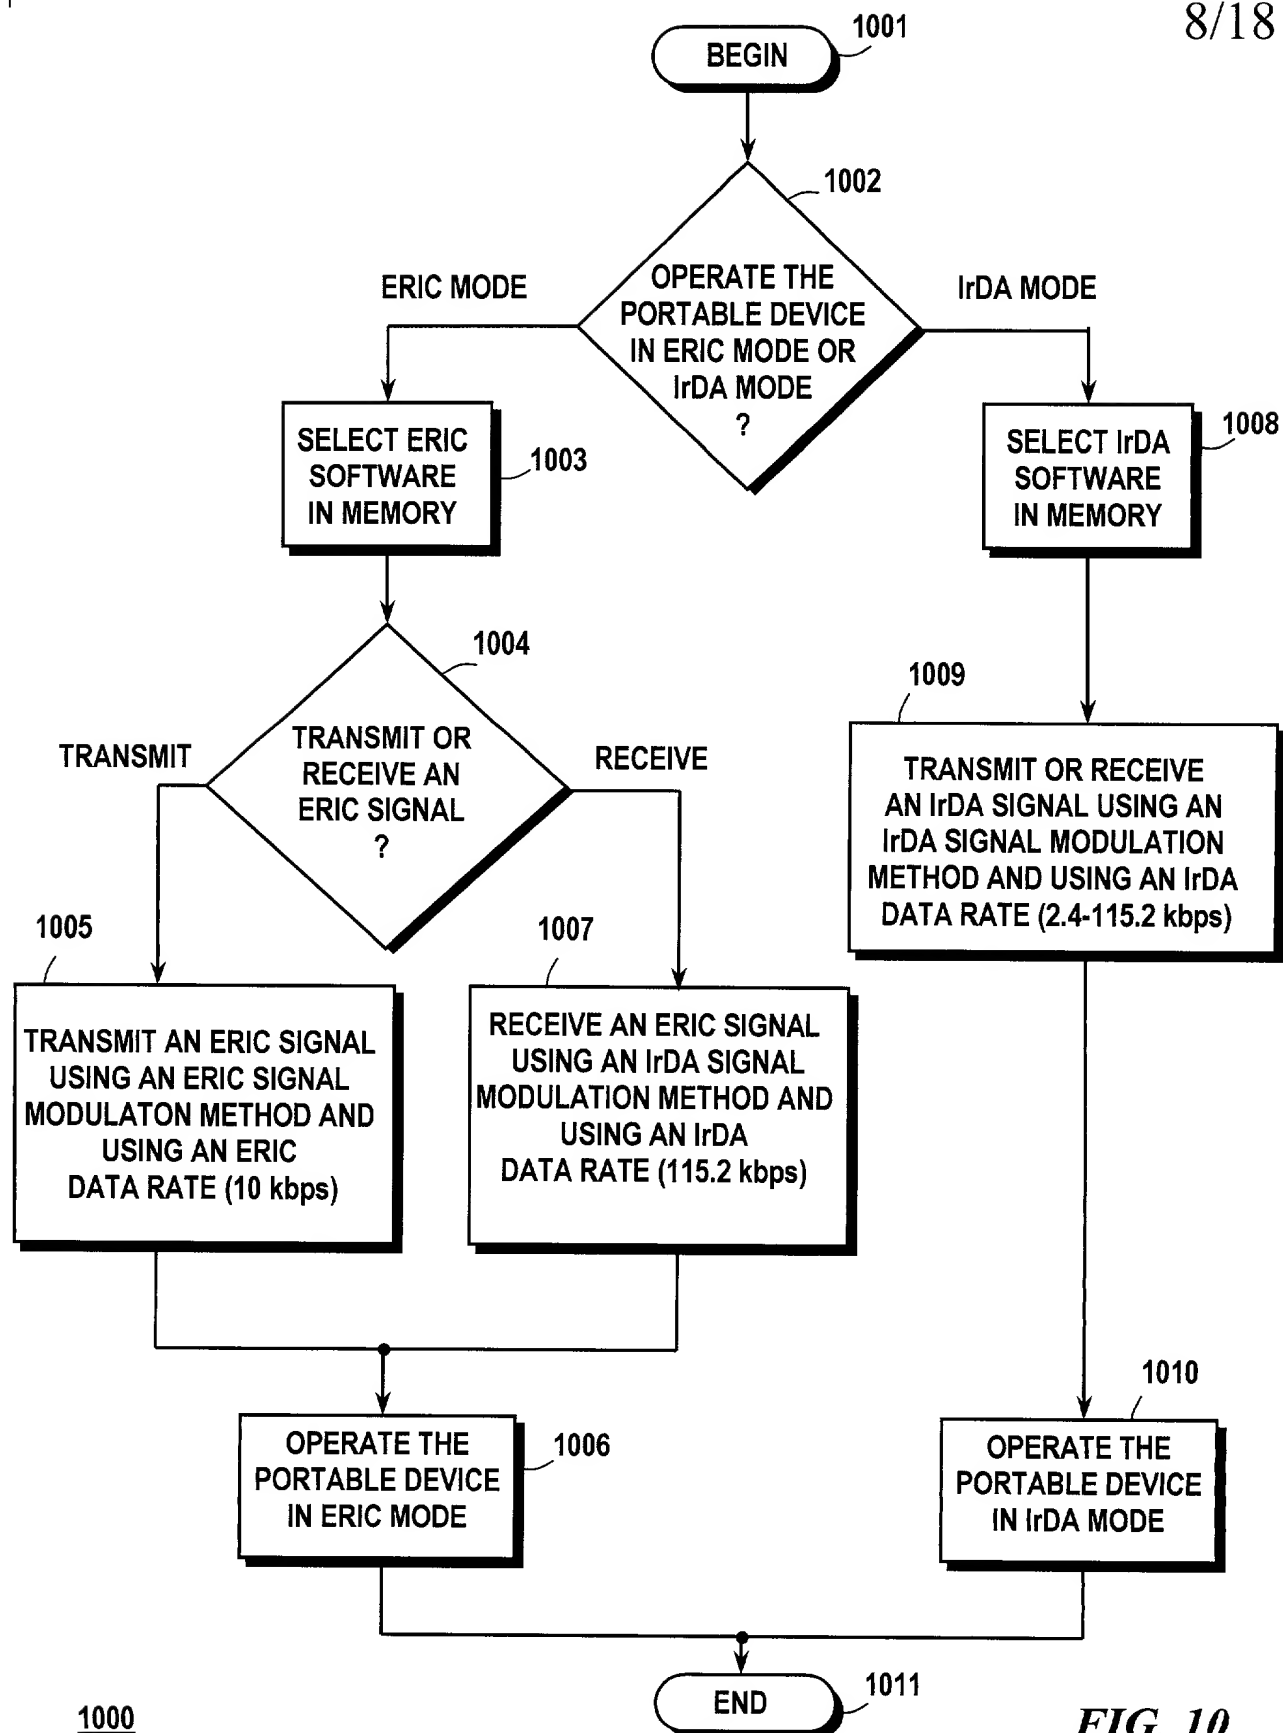 8/18
BEGIN
1001
1002
OPERATE THE
PORTABLE DEVICE
IN ERIC MODE OR
IrDA MODE
?
ERIC MODE
IrDA MODE
SELECT ERIC
SOFTWARE
IN MEMORY
1003
SELECT IrDA
SOFTWARE
IN MEMORY
1008
1004
TRANSMIT OR
RECEIVE AN
ERIC SIGNAL
?
TRANSMIT
RECEIVE
1009
TRANSMIT OR RECEIVE
AN IrDA SIGNAL USING AN
IrDA SIGNAL MODULATION
METHOD AND USING AN IrDA
DATA RATE (2.4-115.2 kbps)
1005
TRANSMIT AN ERIC SIGNAL
USING AN ERIC SIGNAL
MODULATON METHOD AND
USING AN ERIC
DATA RATE (10 kbps)
1007
RECEIVE AN ERIC SIGNAL
USING AN IrDA SIGNAL
MODULATION METHOD AND
USING AN IrDA
DATA RATE (115.2 kbps)
OPERATE THE
PORTABLE DEVICE
IN ERIC MODE
1006
1010
OPERATE THE
PORTABLE DEVICE
IN IrDA MODE
END
1011
1000
FIG. 10